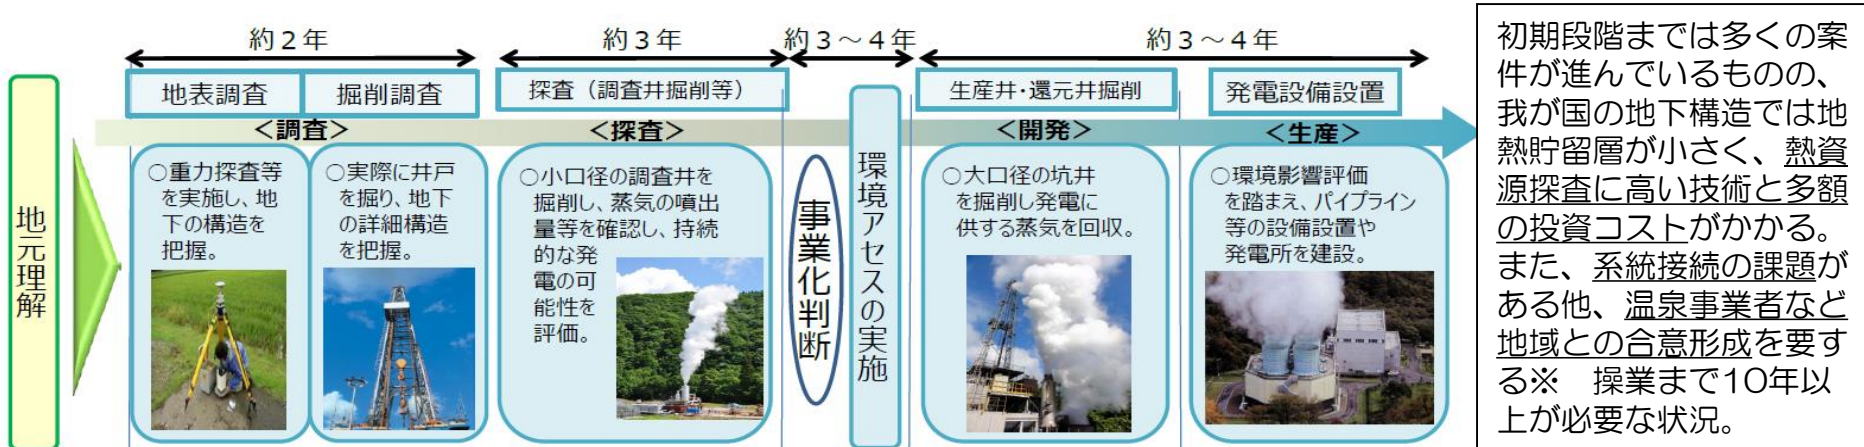 約2年
約3年
約3～4年
約3～4年
地元理解
地表調査
掘削調査
探査（調査井掘削等）
生産井・還元井掘削
発電設備設置
＜調査＞
＜探査＞
＜開発＞
＜生産＞
○重力探査等
を実施し、地
下の構造を
把握。
○実際に井戸
を掘り、地下
の詳細構造
を把握。
○小口径の調査井を
掘削し、蒸気の噴出
量等を確認し、持続
的な発
電の可
能性を
評価。
事業化判断
環境アセスの実施
○大口径の坑井
を掘削し発電に
供する蒸気を回収。
○環境影響評価
を踏まえ、パイプライン
等の設備設置や
発電所を建設。
初期段階までは多くの案
件が進んでいるものの、
我が国の地下構造では地
熱貯留層が小さく、熱資
源探査に高い技術と多額
の投資コストがかかる。
また、系統接続の課題が
ある他、温泉事業者など
地域との合意形成を要す
る※　操業まで10年以
上が必要な状況。